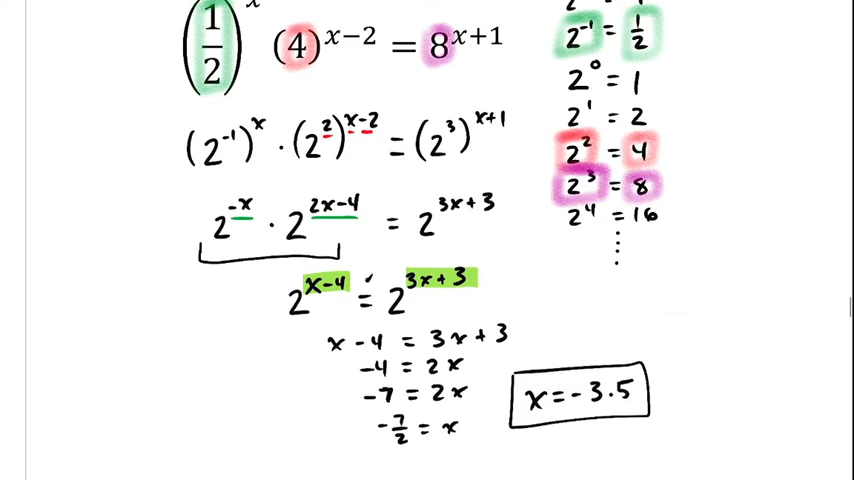 (1/2)^x (4)^(x−2) = 8^(x+1)
(2^-1)^x · (2^2)^(x-2) = (2^3)^(x+1)
2^-x · 2^(2x-4) = 2^(3x+3)
2^(x-4) = 2^(3x+3)
x - 4 = 3x + 3
-4 = 2x
-7 = 2x
-7/2 = x
x = -3.5
2^-1 = 1/2
2^0 = 1
2^1 = 2
2^2 = 4
2^3 = 8
2^4 = 16
⋮